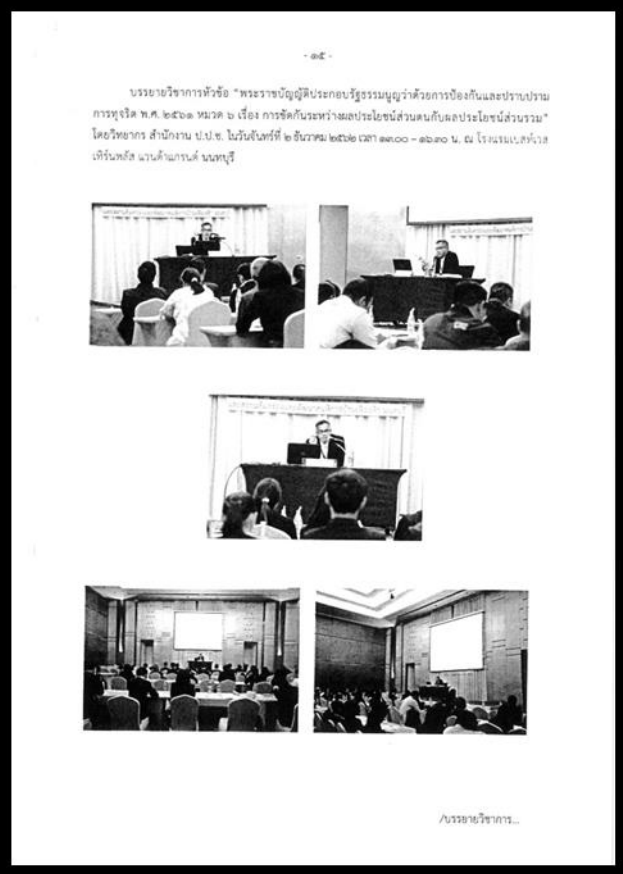 - ๑๕ -
บรรยายวิชาการหัวข้อ “พระราชบัญญัติประกอบรัฐธรรมนูญว่าด้วยการป้องกันและปราบปราม
การทุจริต พ.ศ. ๒๕๖๑ หมวด ๖ เรื่อง การขัดกันระหว่างผลประโยชน์ส่วนตนกับผลประโยชน์ส่วนรวม”
โดยวิทยากร สำนักงาน ป.ป.ช. ในวันจันทร์ที่ ๒ ธันวาคม ๒๕๖๒ เวลา ๑๓.๐๐ – ๑๖.๓๐ น. ณ โรงแรมเบสท์เวส
เทิร์นพลัส แวนด้าแกรนด์ นนทบุรี
/บรรยายวิชาการ...